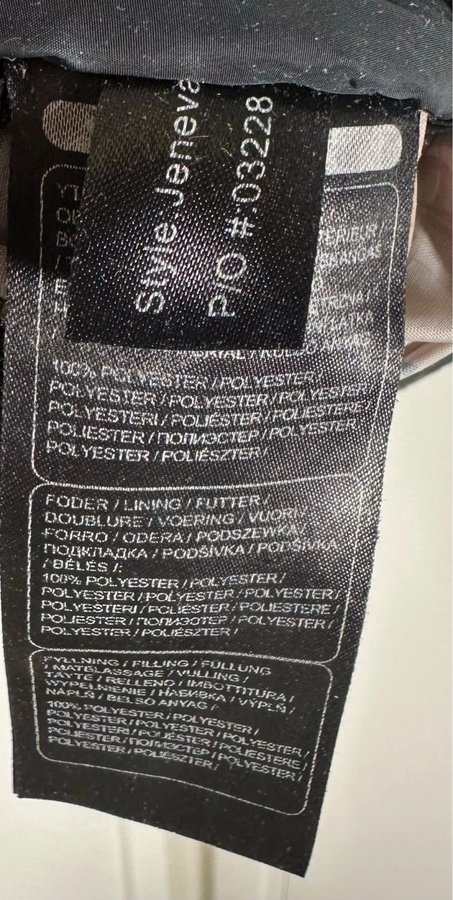 Style:Jeneva
P/O #:03228
100% POLYESTER / POLYESTER /
POLYESTER / POLYESTER / POLYESTER /
POLYESTERI / POLIÉSTER / POLIESTERE
POLIESTER / ПОЛИЭСТЕР / POLYESTER
POLYESTER / POLIÉSZTER /
FODER / LINING / FUTTER /
DOUBLURE / VOERING / VUORI
FORRO / ODERA / PODSZEWKA
ПОДКЛАДКА / PODŠÍVKA / PODŠÍVKA
/ BÉLÉS /:
100% POLYESTER / POLYESTER /
POLYESTER / POLYESTER / POLYESTER /
POLYESTERI / POLIÉSTER / POLIESTERE /
POLIESTER / ПОЛИЭСТЕР / POLYESTER /
POLYESTER / POLIÉSZTER /
FYLLNING / FILLING / FÜLLUNG
/ MATELASSAGE / VULLING /
TÄYTE / RELLENO / IMBOTTITURA /
WYPEŁNIENIE / НАБИВКА / VÝPLŇ /
NÁPLŇ / BELSŐ ANYAG /:
100% POLYESTER / POLYESTER /
POLYESTER / POLYESTER / POLYESTER /
POLYESTERI / POLIÉSTER / POLIESTERE
POLIESTER / ПОЛИЭСТЕР / POLYESTER
POLYESTER / POLIÉSZTER /